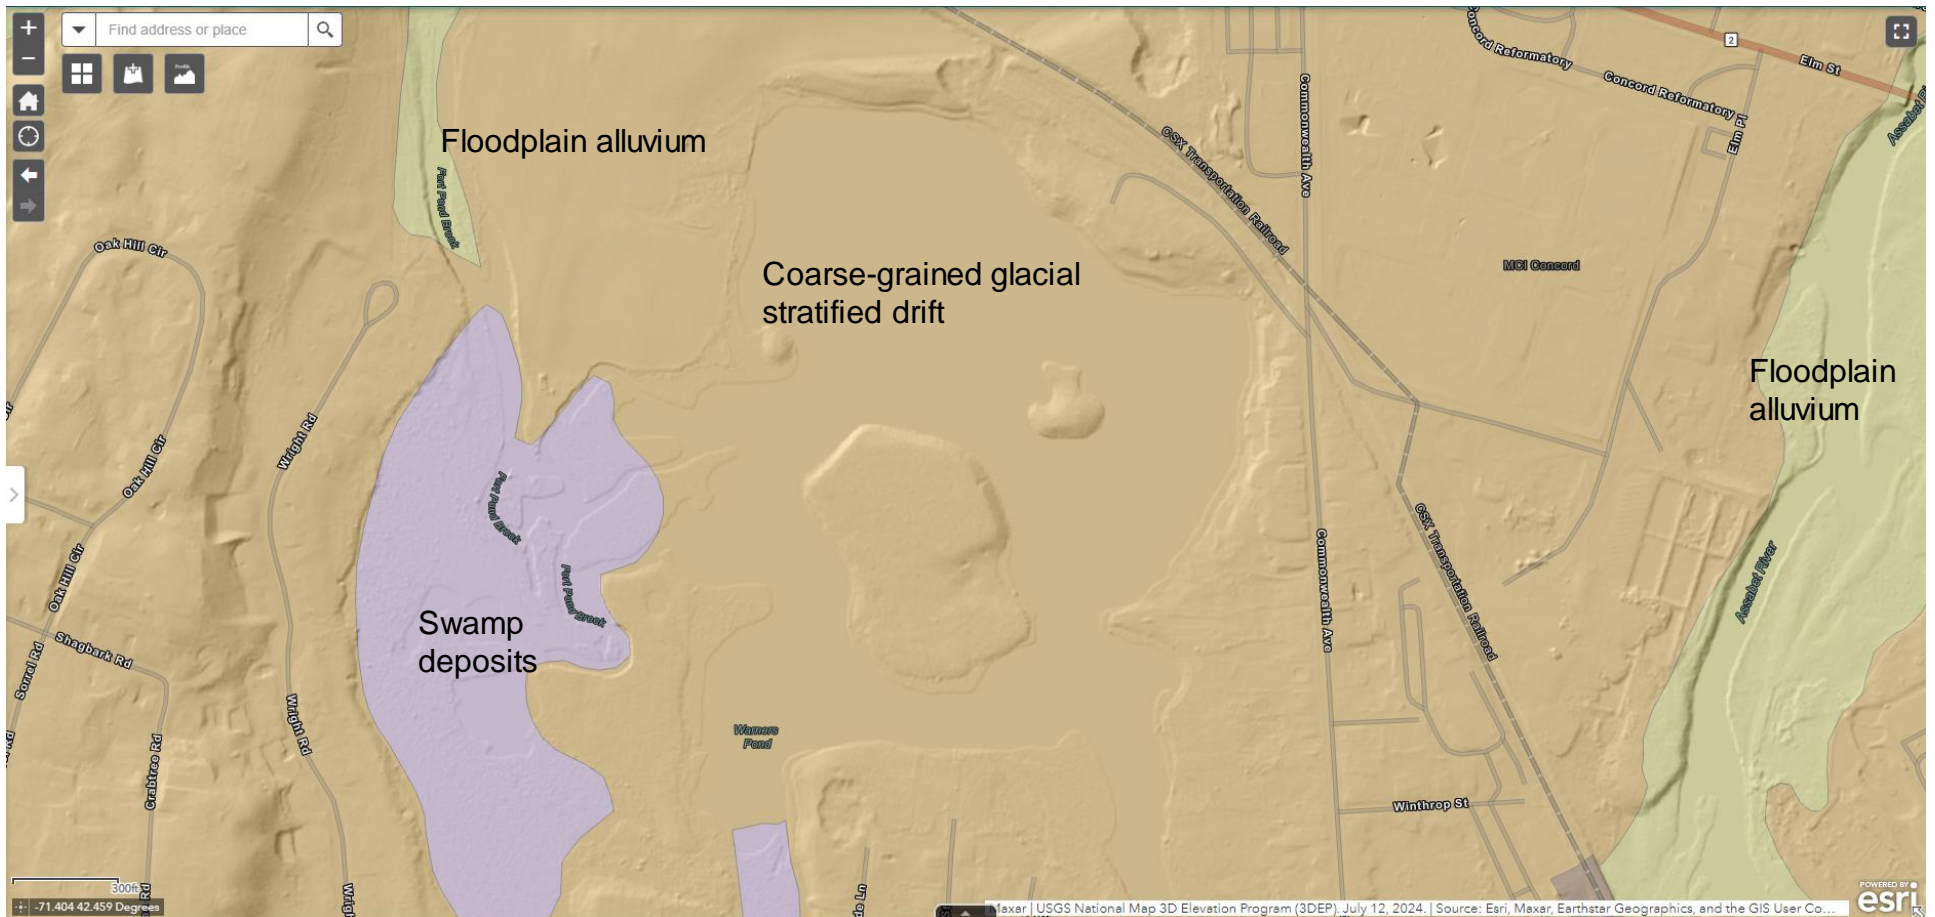 +
Find address or place
−
2
Elm St
Concord Reformatory
Concord Reformatory
Elm Pl
Assabet
Commonwealth Ave
CSX Transportation Railroad
Floodplain alluvium
Fort Pond Brook
Oak Hill Cir
Coarse-grained glacial
stratified drift
MCI Concord
Floodplain
alluvium
Wright Rd
Oak Hill Cir
Fort Pond Brook
CSX Transportation Railroad
Commonwealth Ave
Assabet River
Oak Hill Cir
Fort Pond Brook
Swamp
deposits
Shagbark Rd
Sorrel Rd
Wright Rd
Warners
Pond
Crabtree Rd
Winthrop St
300ft
-71.404 42.459 Degrees
Maxar | USGS National Map 3D Elevation Program (3DEP). July 12, 2024. | Source: Esri, Maxar, Earthstar Geographics, and the GIS User Co...
POWERED BY
esri